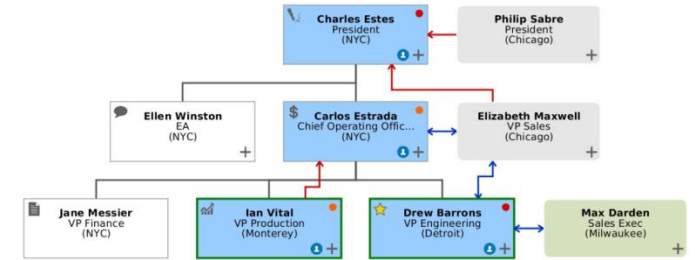 Charles Estes
President
(NYC)
Philip Sabre
President
(Chicago)
Ellen Winston
EA
(NYC)
Carlos Estrada
Chief Operating Offic...
(NYC)
Elizabeth Maxwell
VP Sales
(Chicago)
Jane Messier
VP Finance
(NYC)
Ian Vital
VP Production
(Monterey)
Drew Barrons
VP Engineering
(Detroit)
Max Darden
Sales Exec
(Milwaukee)